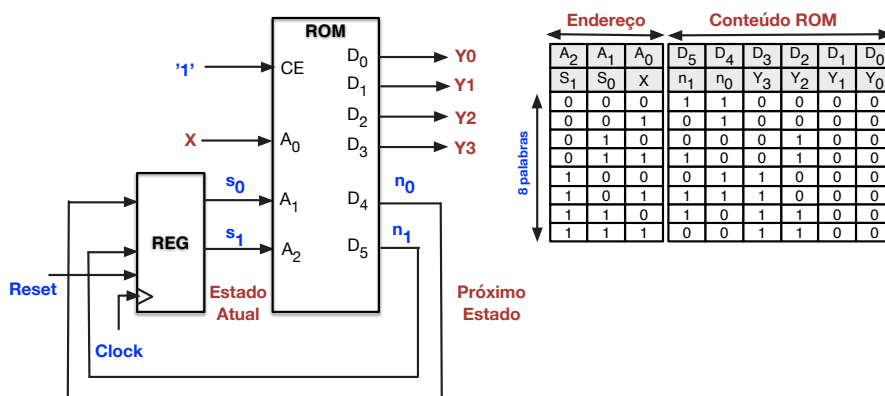 ROM
'1'
CE
X
A0
s0
A1
s1
A2
D0
Y0
D1
Y1
D2
Y2
D3
Y3
D4
n0
D5
n1
REG
Reset
Clock
Estado
Atual
Próximo
Estado
Endereço
Conteúdo ROM
A2 A1 A0 D5 D4 D3 D2 D1 D0
S1 S0 X n1 n0 Y3 Y2 Y1 Y0
0 0 0 1 1 0 0 0 0
0 0 1 0 1 0 0 0 0
0 1 0 0 0 0 1 0 0
0 1 1 1 0 0 1 0 0
1 0 0 0 1 1 0 0 0
1 0 1 1 1 1 0 0 0
1 1 0 1 0 1 1 0 0
1 1 1 0 0 1 1 0 0
8 palabras